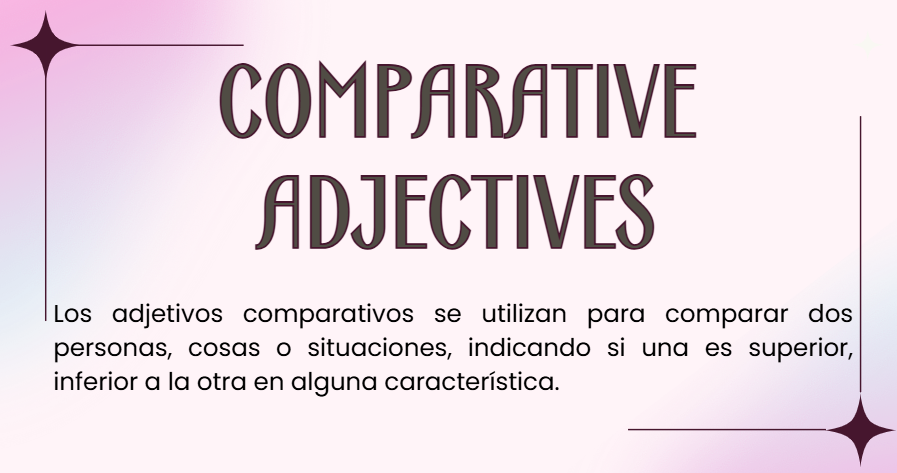 COMPARATIVE
ADJECTIVES
Los adjetivos comparativos se utilizan para comparar dos
personas, cosas o situaciones, indicando si una es superior,
inferior a la otra en alguna característica.